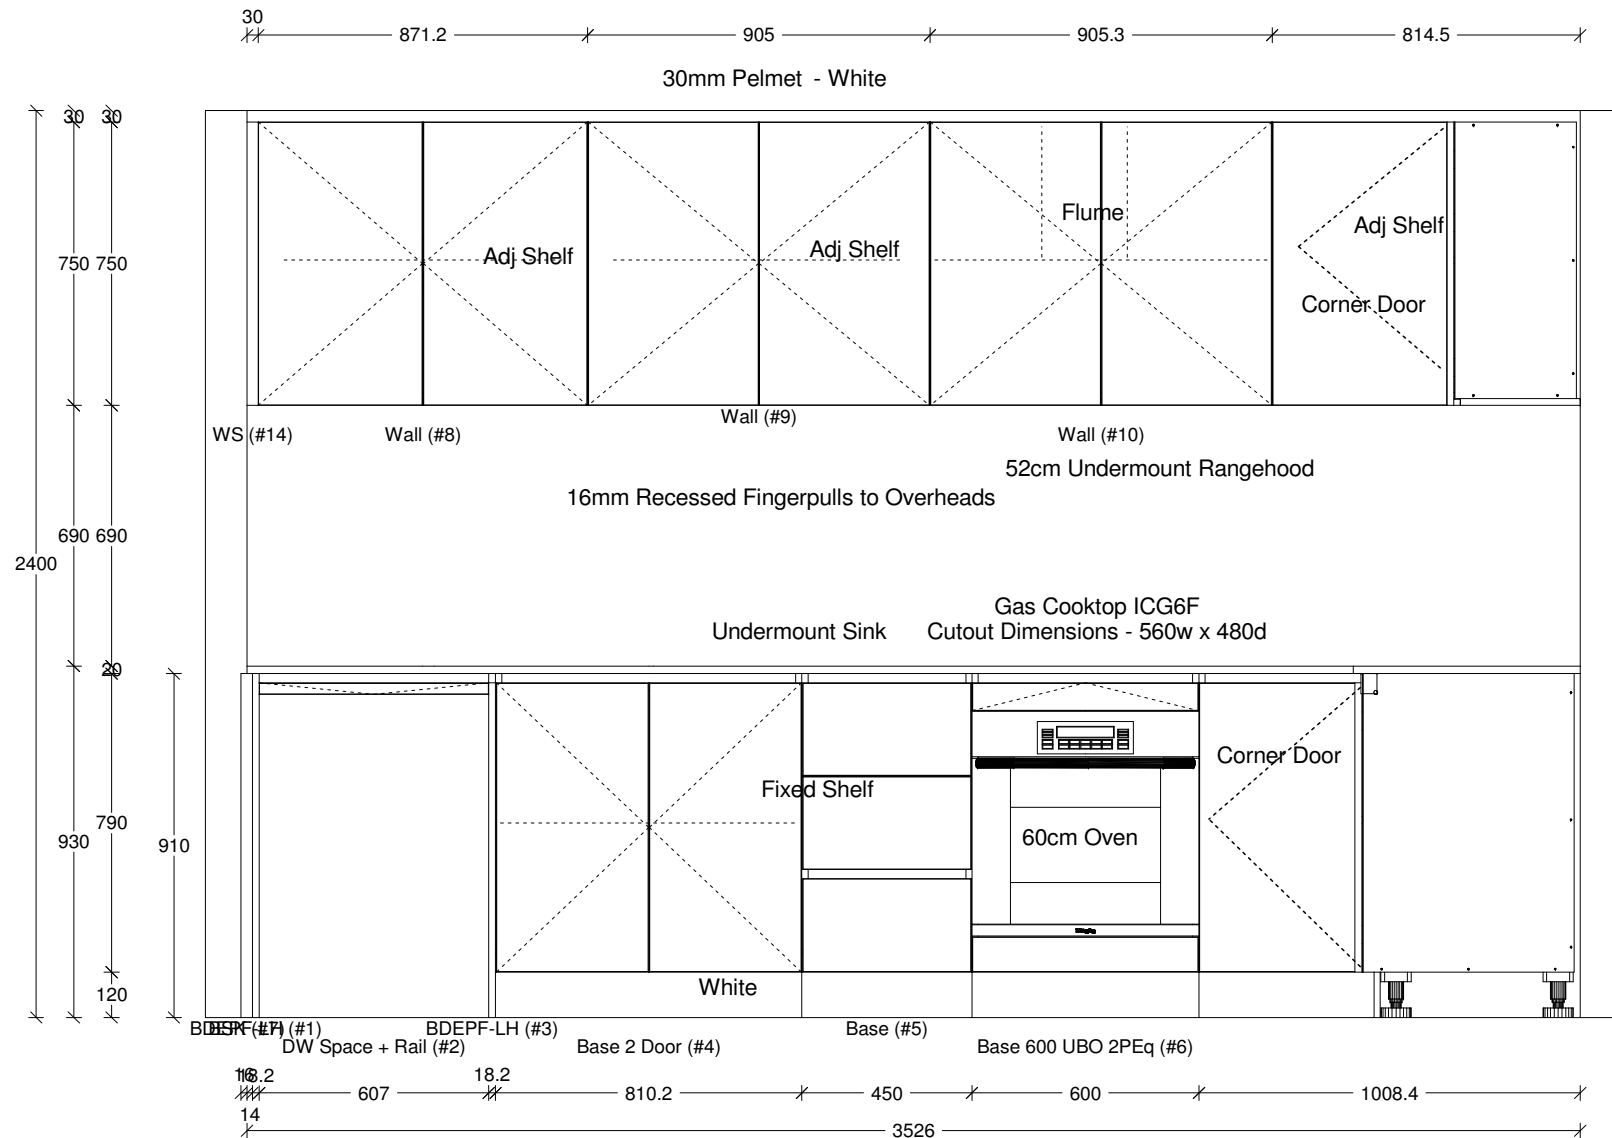 30
871.2
905
905.3
814.5
30mm Pelmet - White
30
30
Flume
Adj Shelf
Adj Shelf
Adj Shelf
750
750
Corner Door
Wall (#9)
WS (#14)
Wall (#8)
Wall (#10)
52cm Undermount Rangehood
16mm Recessed Fingerpulls to Overheads
690
690
2400
Gas Cooktop ICG6F
Undermount Sink
Cutout Dimensions - 560w x 480d
20
Corner Door
Fixed Shelf
790
60cm Oven
930
910
White
120
(#1)
BDEPF-LH (#3)
Base (#5)
DW Space + Rail (#2)
Base 2 Door (#4)
Base 600 UBO 2PEq (#6)
16
18.2
607
18.2
810.2
450
600
1008.4
14
3526